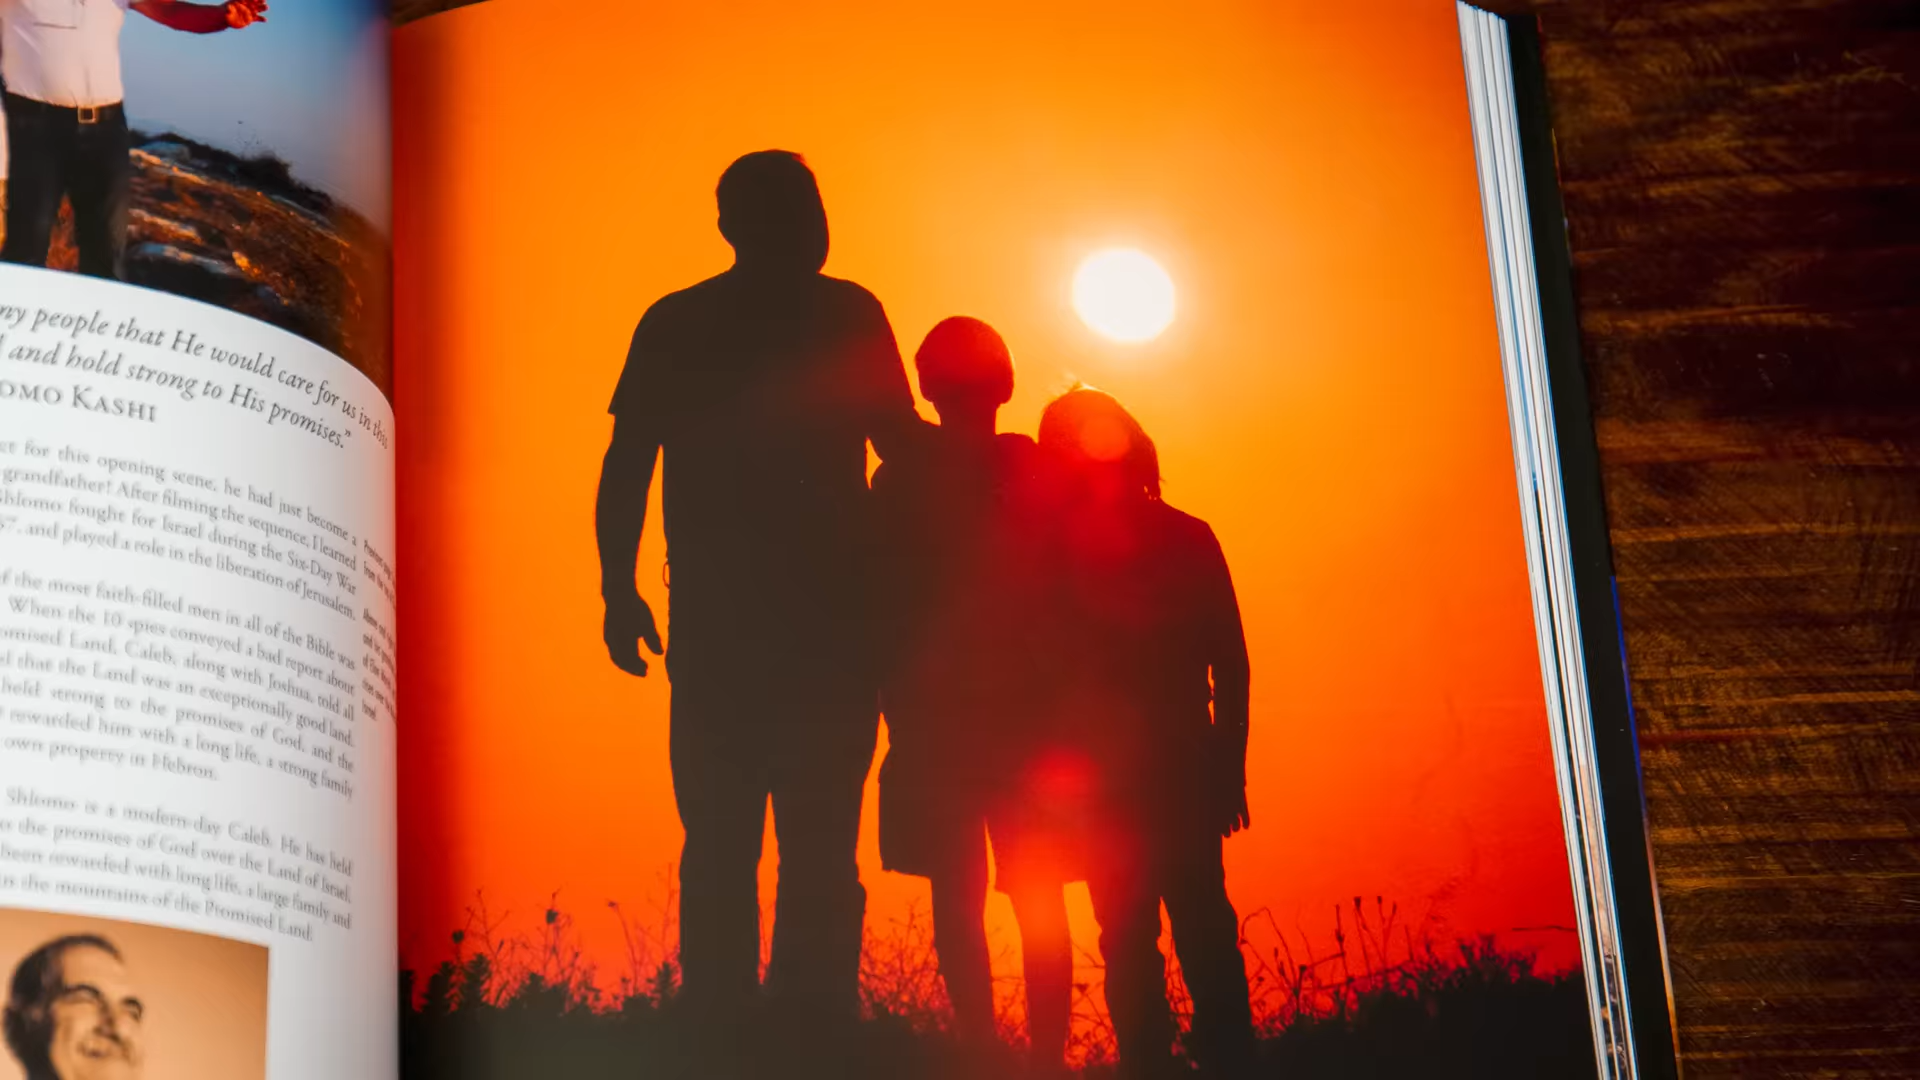 ny people that He would care for us in this
and hold strong to His promises."
OMO KASHI
ct for this opening scene, he had just become a
grandfather! After filming the sequence, I learned
Shlomo fought for Israel during the Six-Day War
67, and played a role in the liberation of Jerusalem.
f the most faith-filled men in all of the Bible was
When the 10 spies conveyed a bad report about
omised Land, Caleb, along with Joshua, told all
el that the Land was an exceptionally good land.
held strong to the promises of God, and the
rewarded him with a long life, a strong family
own property in Hebron.
Shlomo is a modern-day Caleb. He has held
o the promises of God over the Land of Israel,
been rewarded with long life, a large family and
in the mountains of the Promised Land.